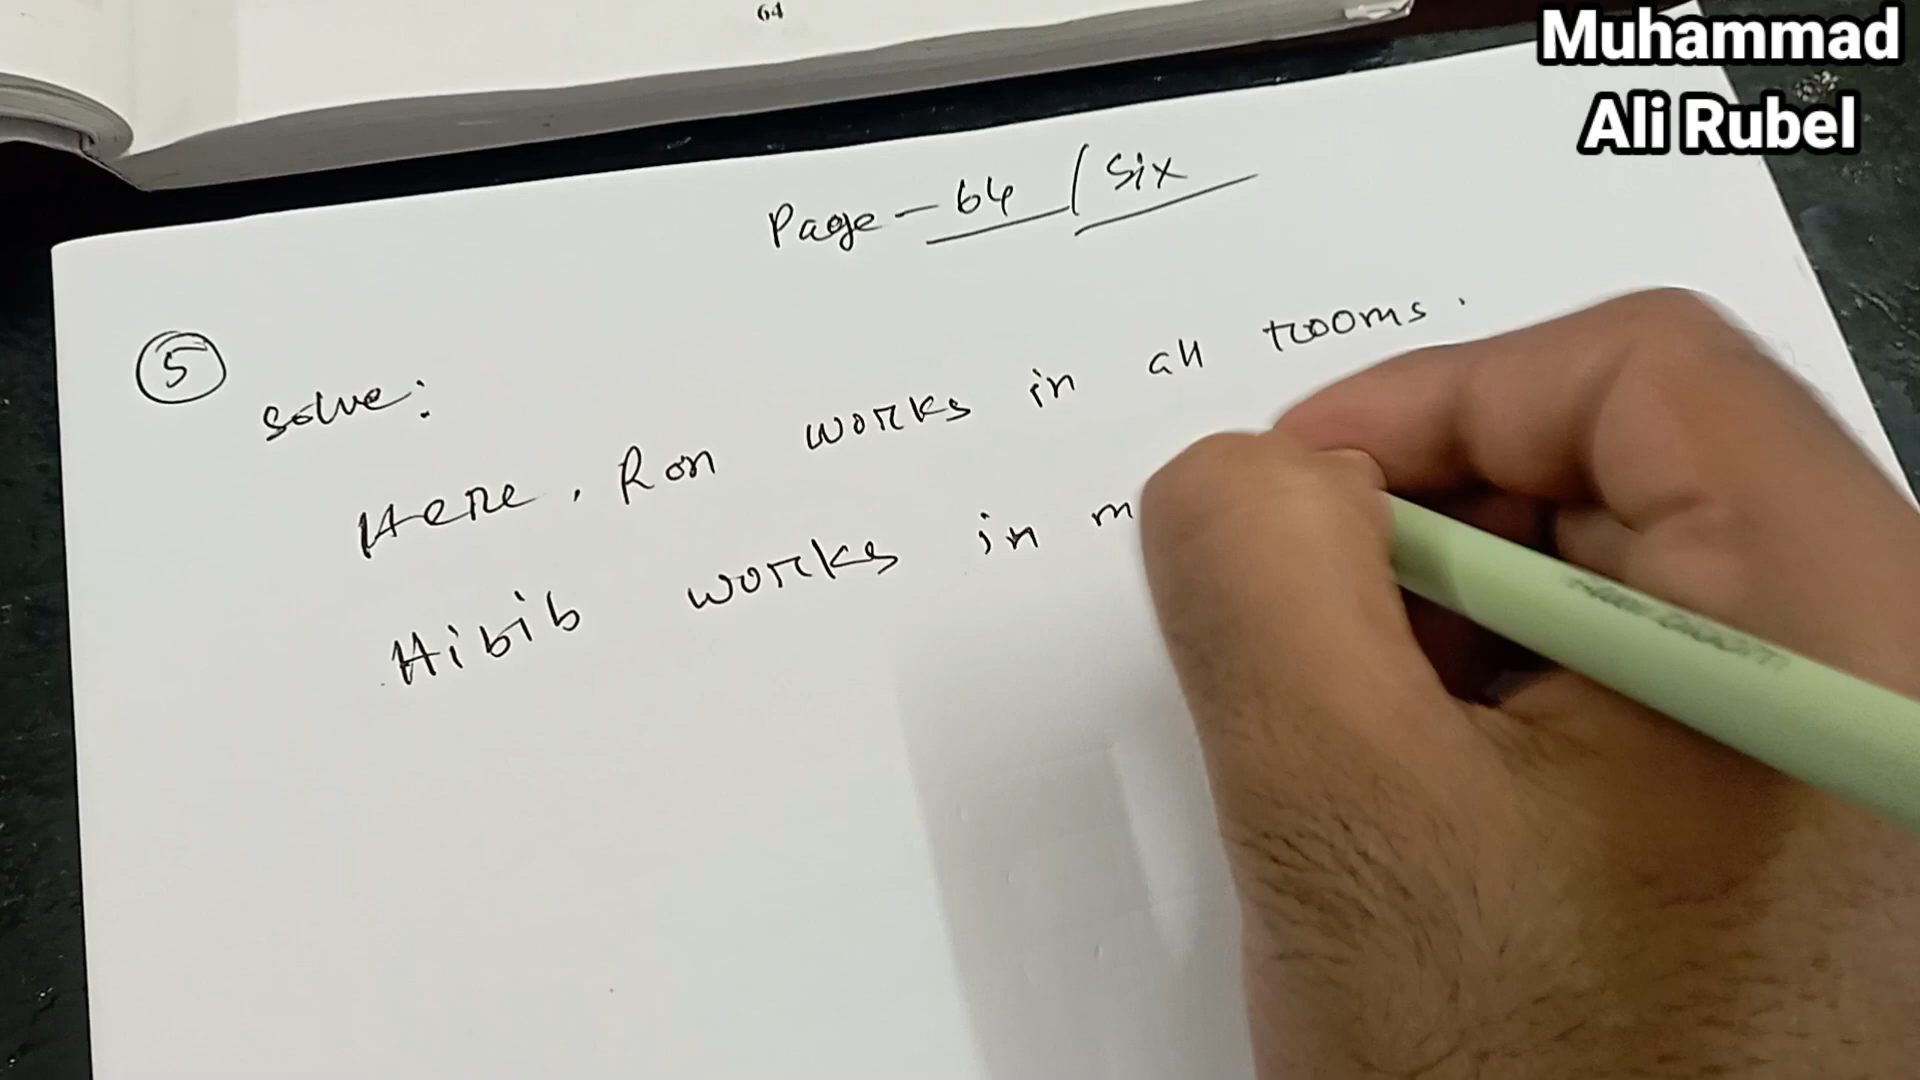 64
Muhammad
Ali Rubel
Page - 64 / Six
5
Solve:
Here, Ron works in all rooms.
Hibib works in m